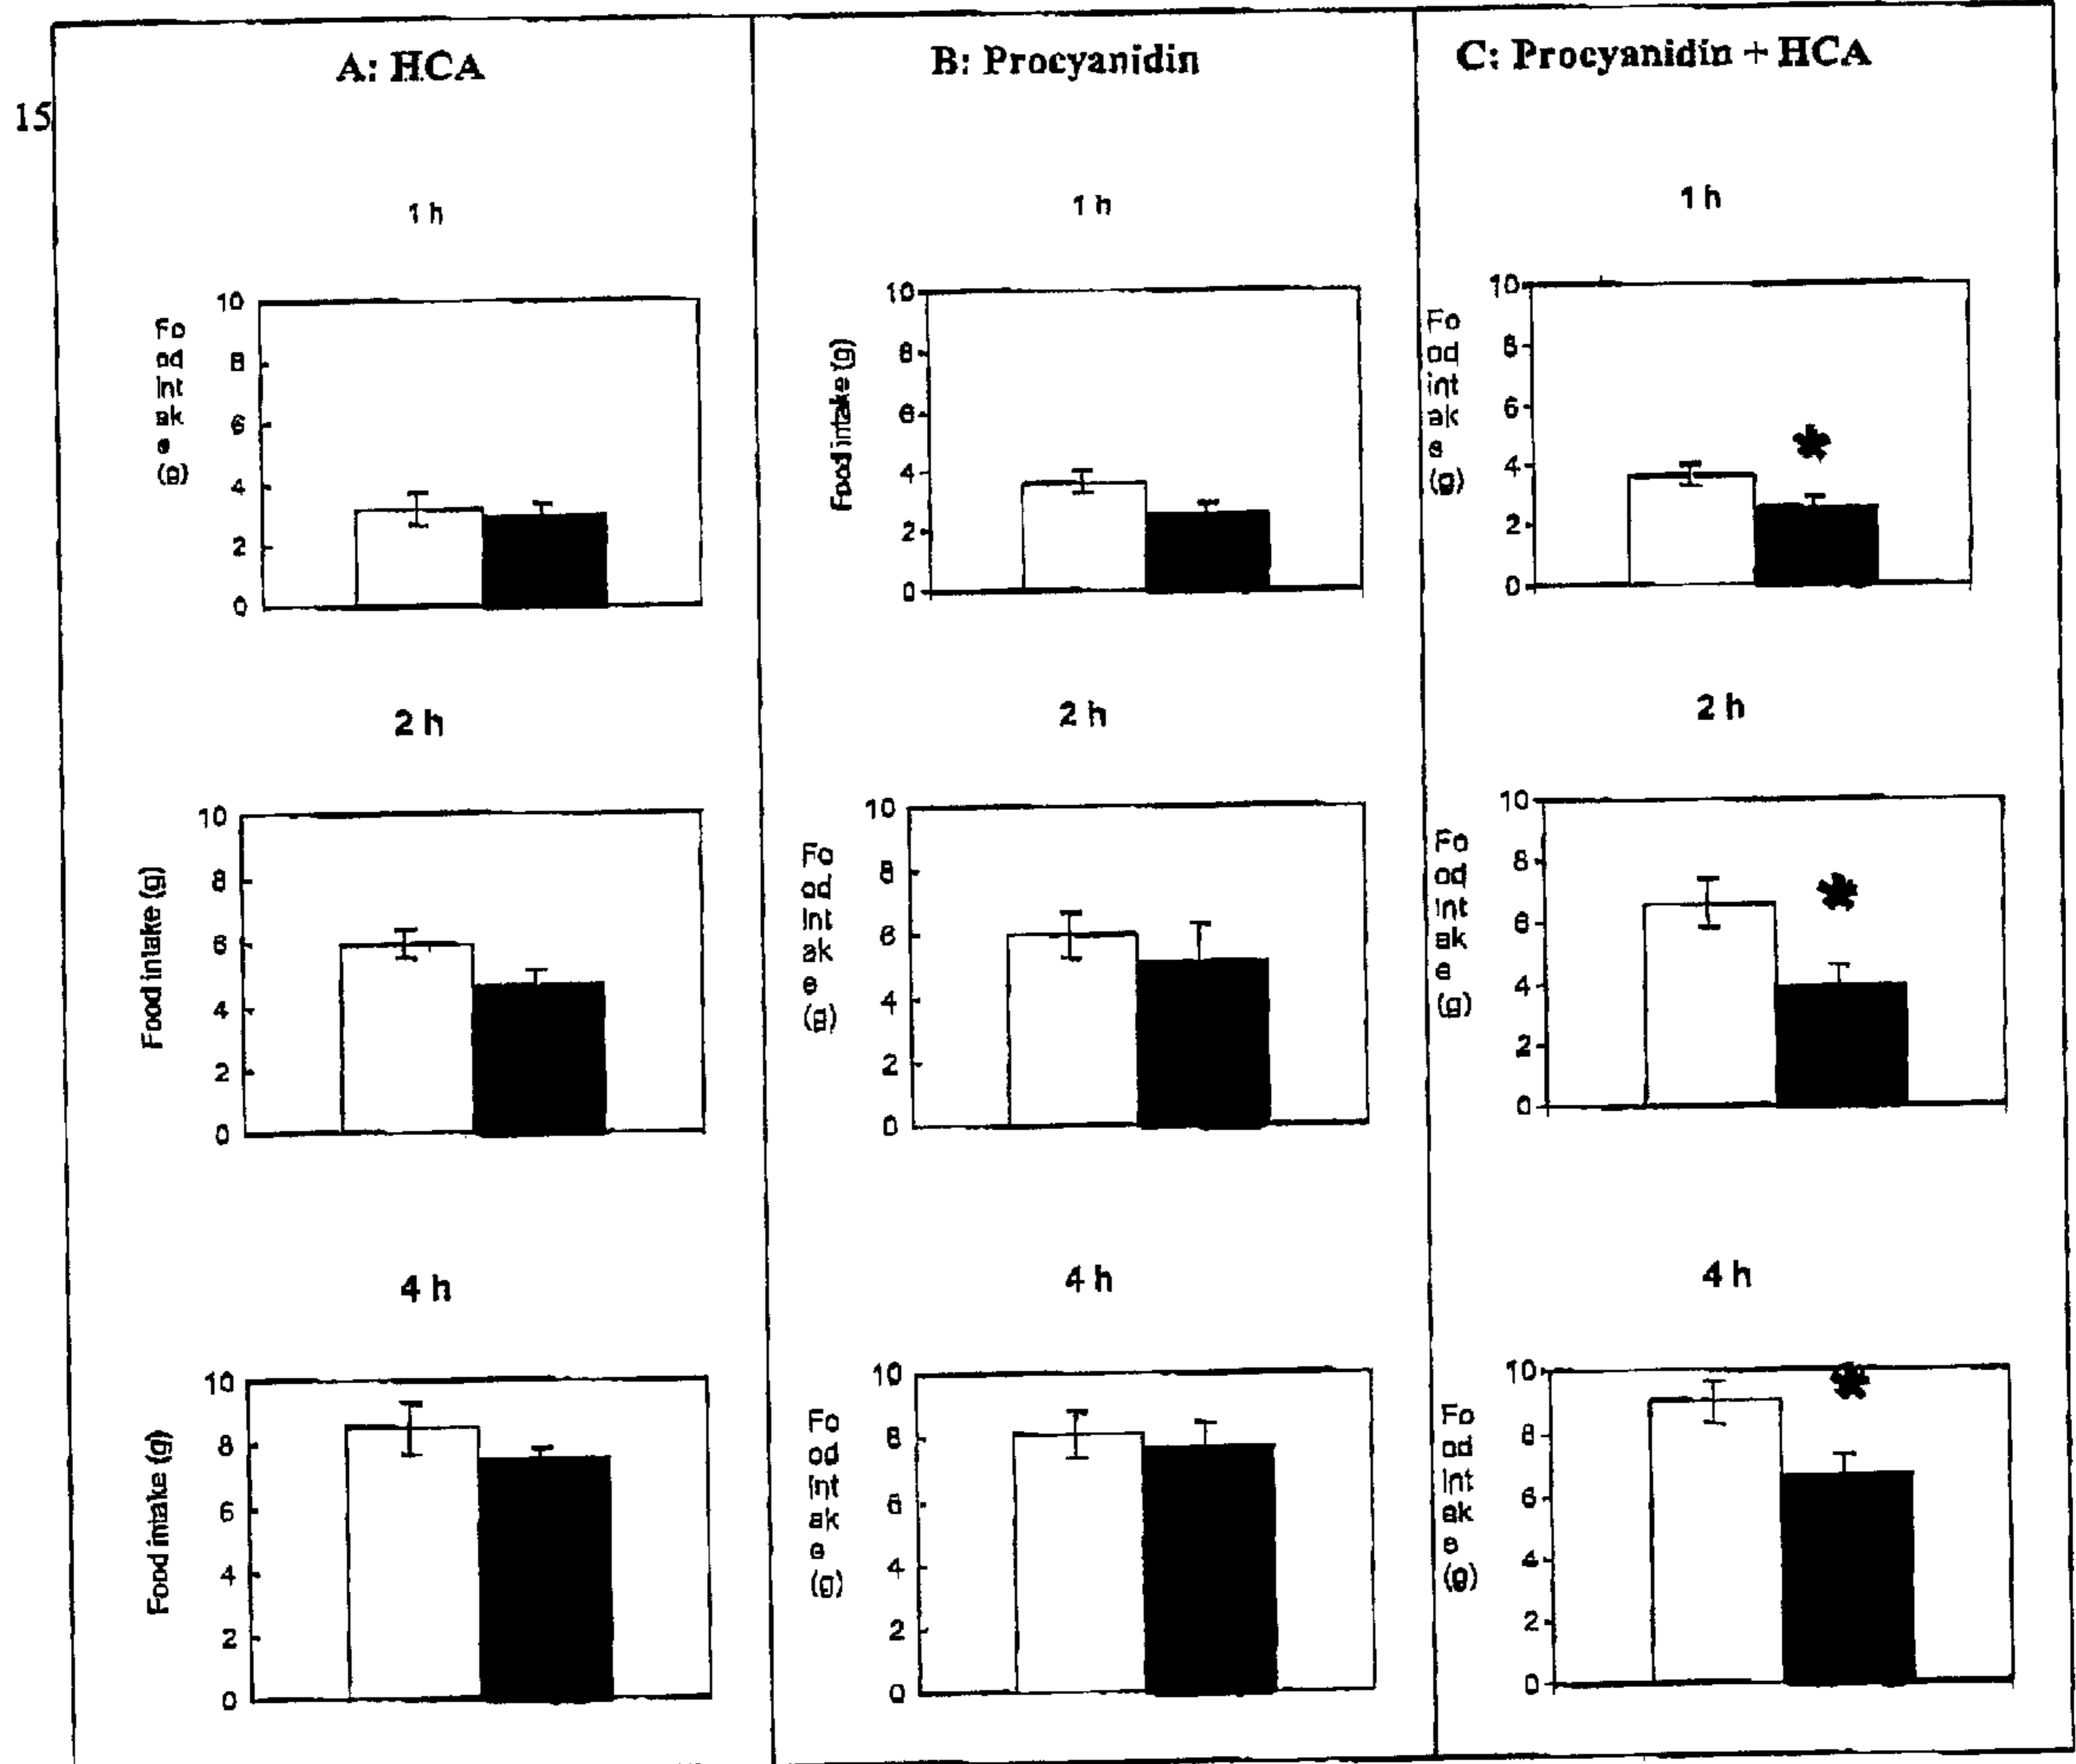 15
A: HCA
1 h
Fo
od
int
ak
e
(g)
10
8
6
4
2
0
2 h
Food intake (g)
10
8
6
4
2
0
4 h
Food intake (g)
10
8
6
4
2
0
B: Procyanidin
1 h
Food intake (g)
10
8
6
4
2
0
2 h
Fo
od
int
ak
e
(g)
10
8
6
4
2
0
4 h
Fo
od
int
ak
e
(g)
10
8
6
4
2
0
C: Procyanidin + HCA
1 h
Fo
od
int
ak
e
(g)
10
8
6
4
2
0
*
2 h
Fo
od
int
ak
e
(g)
10
8
6
4
2
0
*
4 h
Fo
od
int
ak
e
(g)
10
8
6
4
2
0
*